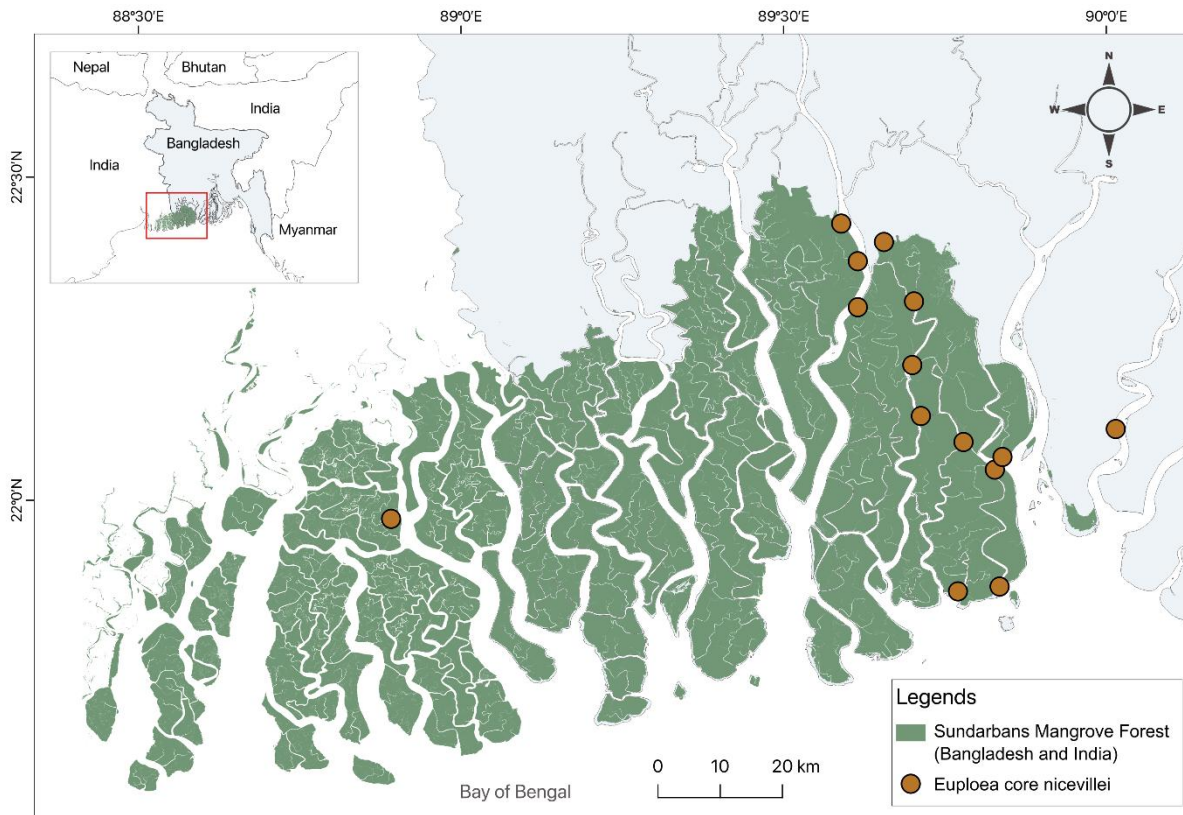 88°30′E
89°0′E
89°30′E
90°0′E
22°30′N
22°0′N
Nepal
Bhutan
India
Bangladesh
India
Myanmar
N
W
E
S
Legends
Sundarbans Mangrove Forest
(Bangladesh and India)
Euploea core nicevillei
0 10 20 km
Bay of Bengal